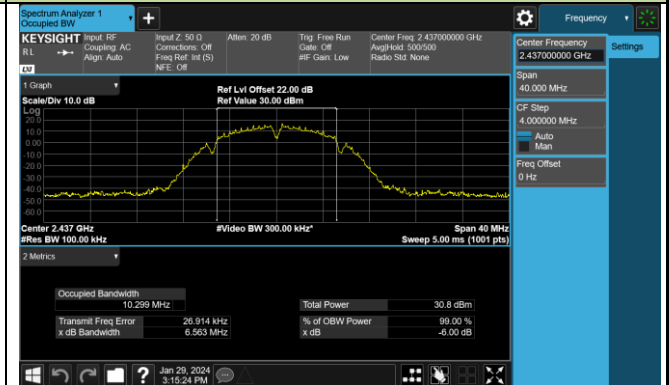 Spectrum Analyzer 1
Occupied BW
+
Frequency
KEYSIGHT Input: RF
RL
Coupling: AC
Align: Auto
Input Z: 50 Ω
Corrections: Off
Freq Ref: Int (S)
NFE: Off
Atten: 20 dB
Trig: Free Run
Gate: Off
#IF Gain: Low
Center Freq: 2.437000000 GHz
Avg|Hold: 500/500
Radio Std: None
LXI
Center Frequency
2.437000000 GHz
Settings
Span
40.000 MHz
CF Step
4.000000 MHz
Auto
Man
Freq Offset
0 Hz
1 Graph
Scale/Div 10.0 dB
Ref Lvl Offset 22.00 dB
Ref Value 30.00 dBm
Log
20.0
10.0
0.00
-10.0
-20.0
-30.0
-40.0
-50.0
-60.0
Center 2.437 GHz
#Res BW 100.00 kHz
#Video BW 300.00 kHz*
Span 40 MHz
Sweep 5.00 ms (1001 pts)
2 Metrics
Occupied Bandwidth
10.299 MHz
Total Power 30.8 dBm
Transmit Freq Error 26.914 kHz
% of OBW Power 99.00 %
x dB Bandwidth 6.563 MHz
x dB -6.00 dB
?
Jan 29, 2024
3:15:24 PM